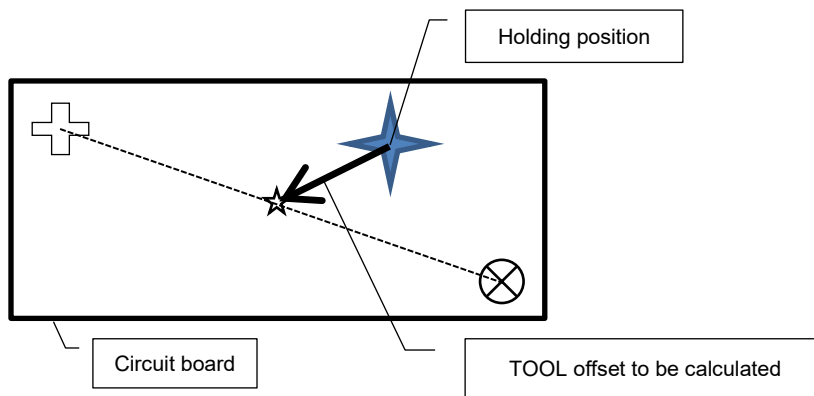 Holding position
Circuit board
TOOL offset to be calculated